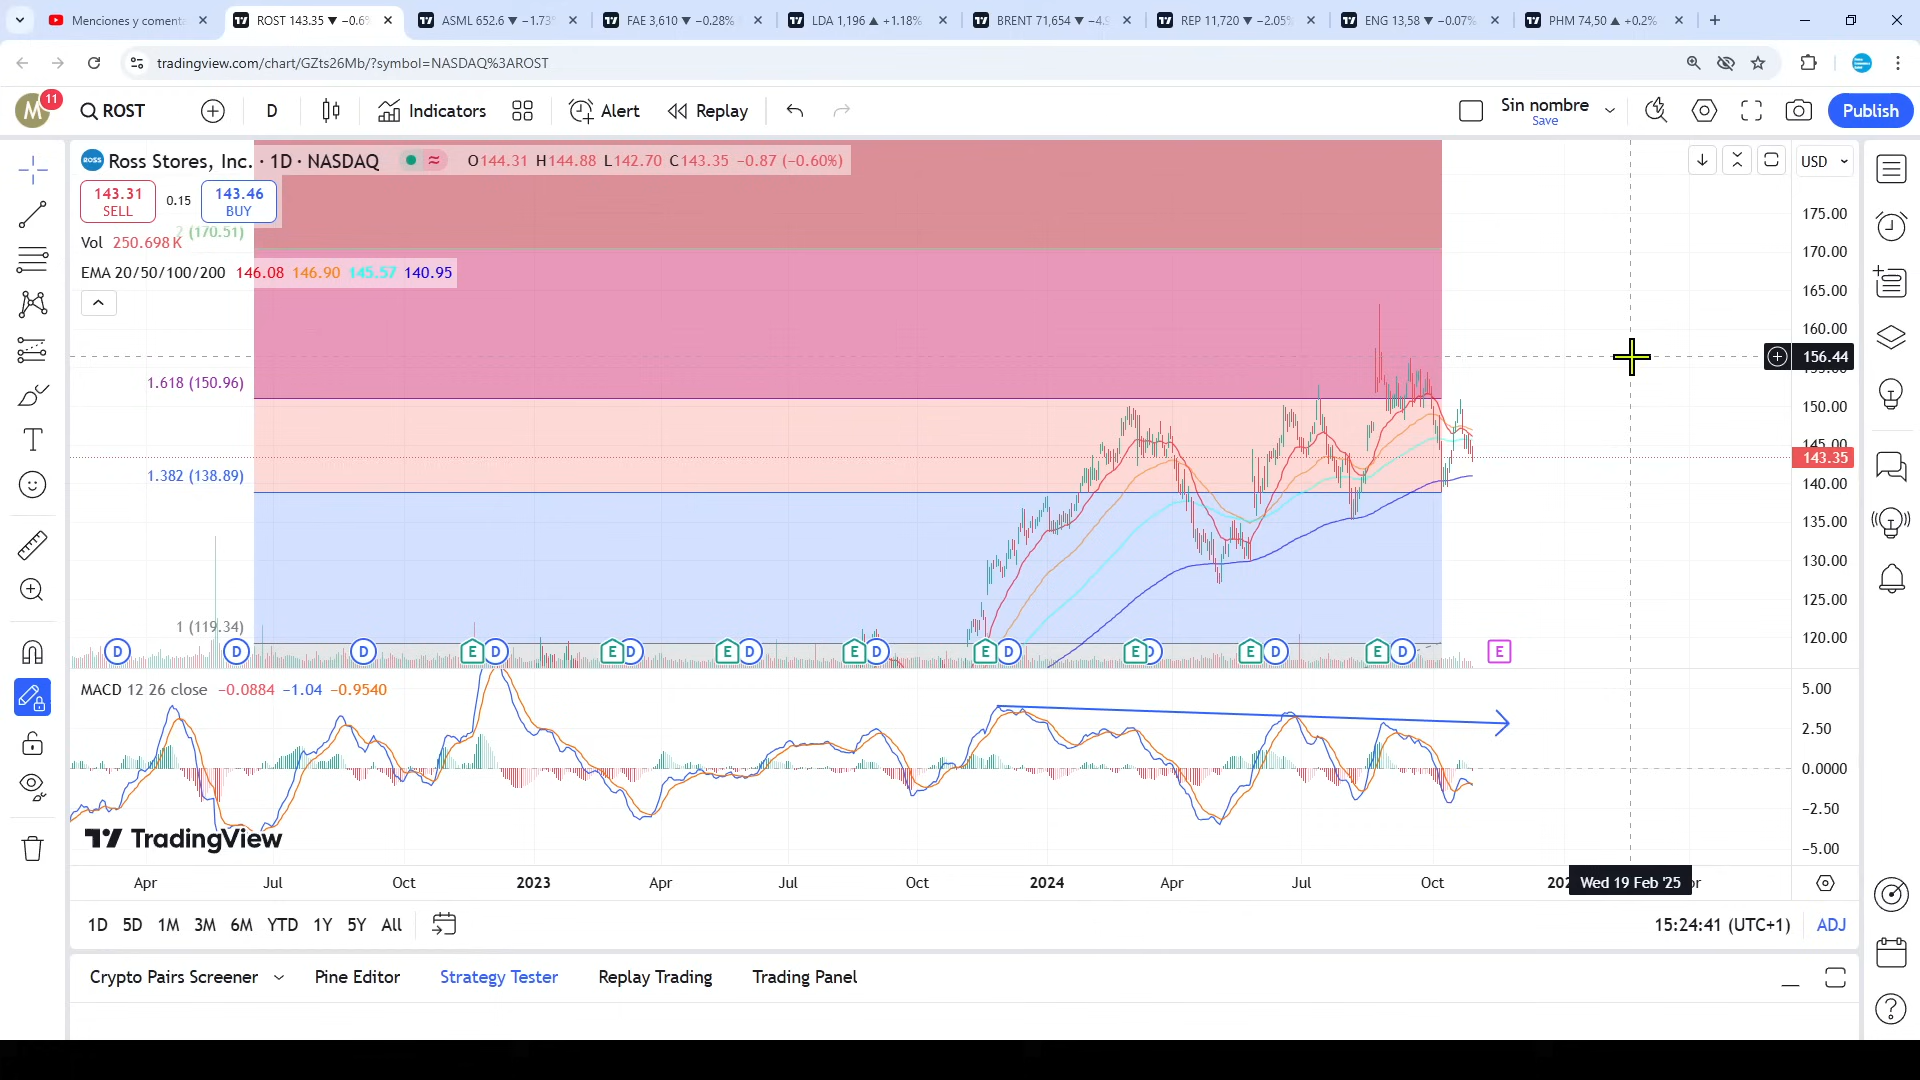 Menciones y comenta
ROST 143.35 ▼ −0.6%
ASML 652.6 ▼ −1.73%
FAE 3,610 ▼ −0.28%
LDA 1,196 ▲ +1.18%
BRENT 71,654 ▼ −4.
REP 11,720 ▼ −2.05%
ENG 13,58 ▼ −0.07%
PHM 74,50 ▲ +0.2%
tradingview.com/chart/GZts26Mb/?symbol=NASDAQ%3AROST
M
11
ROST
D
Indicators
Alert
Replay
Sin nombre
Save
Publish
Ross Stores, Inc. · 1D · NASDAQ
O144.31 H144.88 L142.70 C143.35 −0.87 (−0.60%)
USD
143.31
SELL
0.15
143.46
BUY
2 (170.51)
Vol 250.698K
EMA 20/50/100/200 146.08 146.90 145.57 140.95
1.618 (150.96)
1.382 (138.89)
1 (119.34)
175.00
170.00
165.00
160.00
156.44
155.00
150.00
145.00
143.35
140.00
135.00
130.00
125.00
120.00
D D D E D E D E D E D E D E D E D E D E
MACD 12 26 close −0.0884 −1.04 −0.9540
5.00
2.50
0.0000
−2.50
−5.00
TradingView
Apr Jul Oct 2023 Apr Jul Oct 2024 Apr Jul Oct
Wed 19 Feb '25
1D 5D 1M 3M 6M YTD 1Y 5Y All
15:24:41 (UTC+1) ADJ
Crypto Pairs Screener Pine Editor Strategy Tester Replay Trading Trading Panel